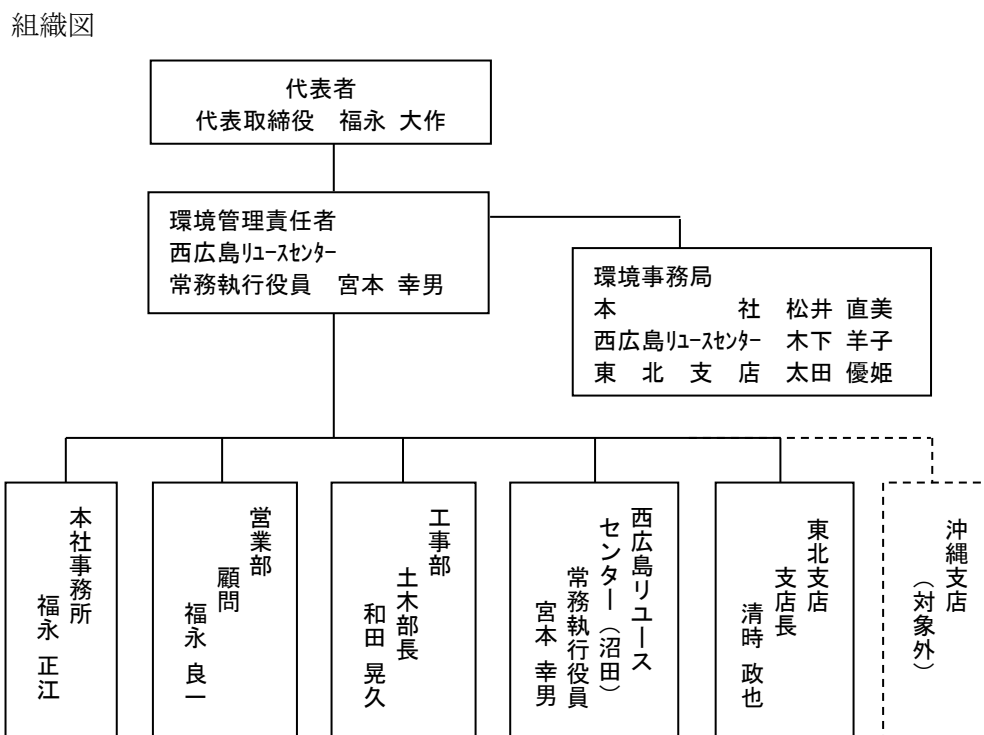 組織図
代表者
代表取締役　福永 大作
環境管理責任者
西広島ﾘﾕｰｽｾﾝﾀｰ
常務執行役員　宮本 幸男
環境事務局
本　　　　　社　松井 直美
西広島ﾘﾕｰｽｾﾝﾀｰ　木下 羊子
東　北　支　店　太田 優姫
本社事務所
福永 正江
営業部
顧問
福永 良一
工事部
土木部長
和田 晃久
西広島リユース
センター（沼田）
常務執行役員
宮本 幸男
東北支店
支店長
清時 政也
沖縄支店
（対象外）